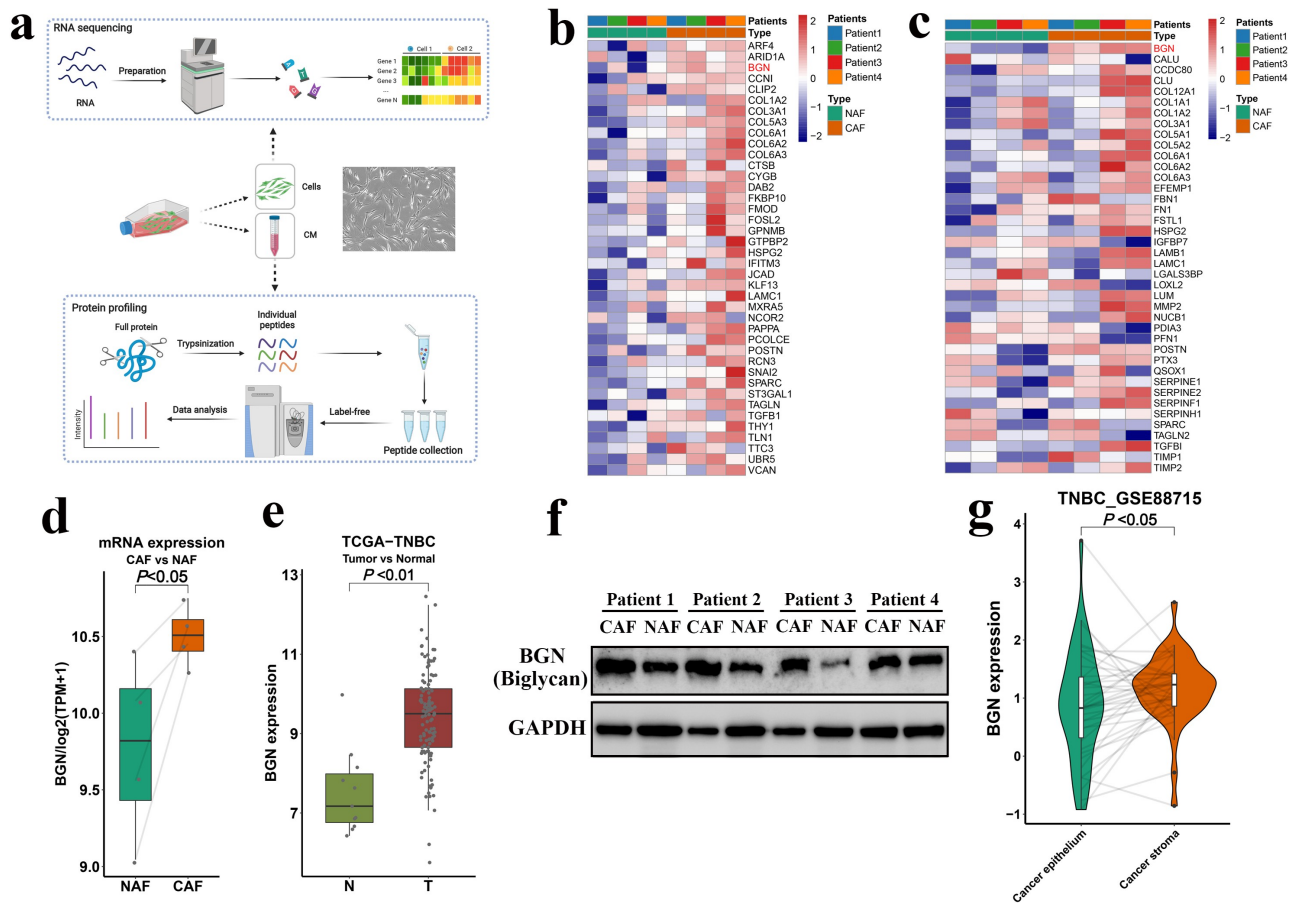 a
RNA sequencing
RNA
Preparation
Cell 1
Cell 2
Gene 1
Gene 2
Gene 3
...
Gene N
Cells
CM
Protein profiling
Full protein
Trypsinization
Individual
peptides
Intensity
Data analysis
Label-free
Peptide collection
b
Patients
Type
ARF4
ARID1A
BGN
CCNI
CLIP2
COL1A2
COL3A1
COL5A3
COL6A1
COL6A2
COL6A3
CTSB
CYGB
DAB2
FKBP10
FMOD
FOSL2
GPNMB
GTPBP2
HSPG2
IFITM3
JCAD
KLF13
LAMC1
MXRA5
NCOR2
PAPPA
PCOLCE
POSTN
RCN3
SNAI2
SPARC
ST3GAL1
TAGLN
TGFB1
THY1
TLN1
TTC3
UBR5
VCAN
2
1
0
−1
−2
Patients
Patient1
Patient2
Patient3
Patient4
Type
NAF
CAF
c
Patients
Type
BGN
CALU
CCDC80
CLU
COL12A1
COL1A1
COL1A2
COL3A1
COL5A1
COL5A2
COL6A1
COL6A2
COL6A3
EFEMP1
FBN1
FN1
FSTL1
HSPG2
IGFBP7
LAMB1
LAMC1
LGALS3BP
LOXL2
LUM
MMP2
NUCB1
PDIA3
PFN1
POSTN
PTX3
QSOX1
SERPINE1
SERPINE2
SERPINF1
SERPINH1
SPARC
TAGLN2
TGFBI
TIMP1
TIMP2
2
1
0
−1
−2
Patients
Patient1
Patient2
Patient3
Patient4
Type
NAF
CAF
d
mRNA expression
CAF vs NAF
P<0.05
BGN/log2(TPM+1)
10.5
10.0
9.5
9.0
NAF
CAF
e
TCGA−TNBC
Tumor vs Normal
P <0.01
BGN expression
13
11
9
7
N
T
f
Patient 1 Patient 2 Patient 3 Patient 4
CAF NAF CAF NAF CAF NAF CAF NAF
BGN
(Biglycan)
GAPDH
g
TNBC_GSE88715
P <0.05
BGN expression
4
3
2
1
0
−1
Cancer epithelium
Cancer stroma